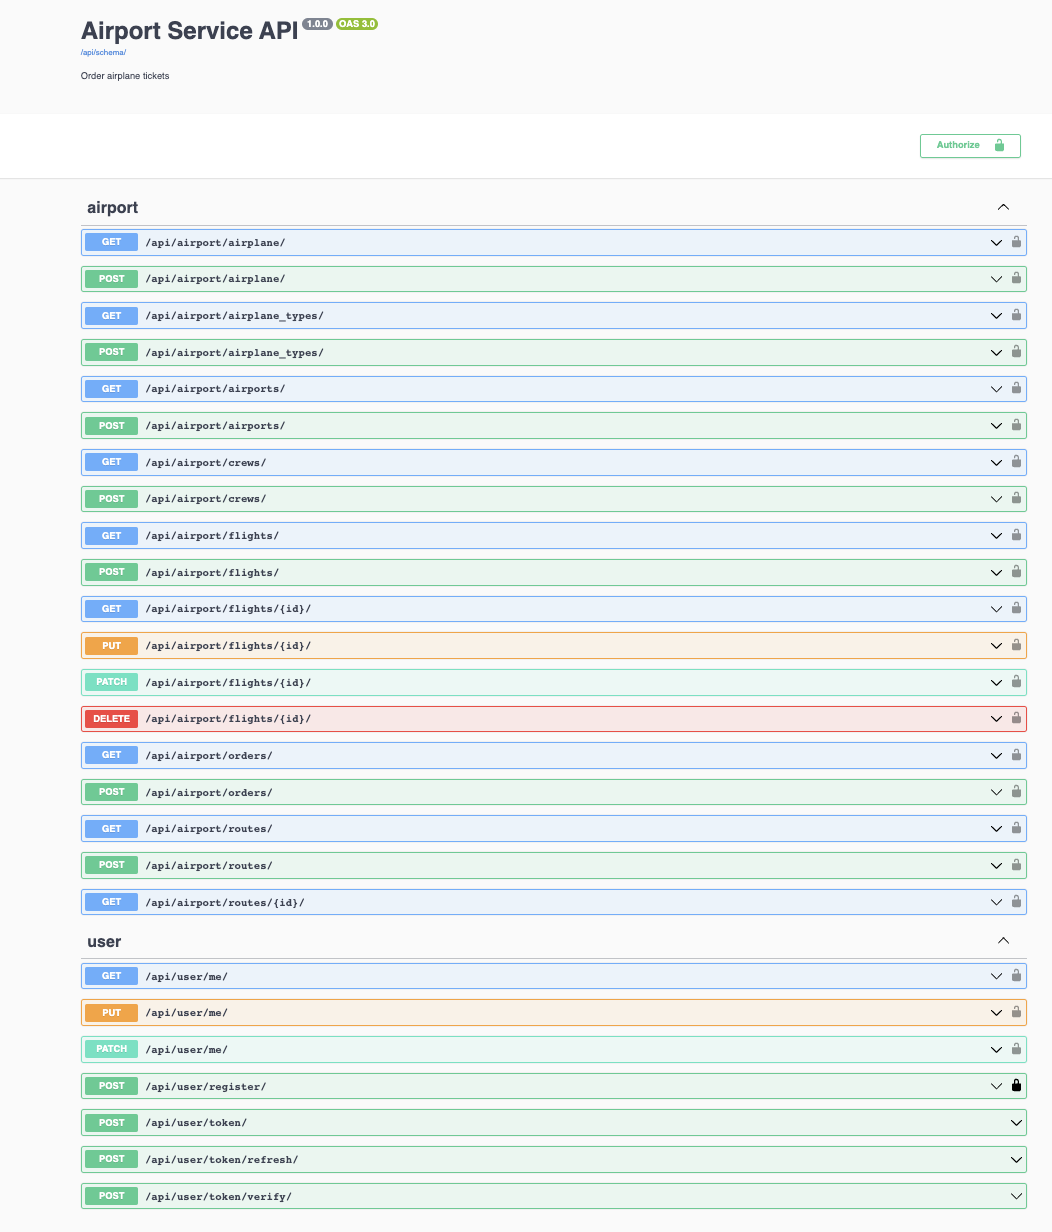 Airport Service API 1.0.0 OAS 3.0
/api/schema/
Order airplane tickets
Authorize
airport
GET /api/airport/airplane/
POST /api/airport/airplane/
GET /api/airport/airplane_types/
POST /api/airport/airplane_types/
GET /api/airport/airports/
POST /api/airport/airports/
GET /api/airport/crews/
POST /api/airport/crews/
GET /api/airport/flights/
POST /api/airport/flights/
GET /api/airport/flights/{id}/
PUT /api/airport/flights/{id}/
PATCH /api/airport/flights/{id}/
DELETE /api/airport/flights/{id}/
GET /api/airport/orders/
POST /api/airport/orders/
GET /api/airport/routes/
POST /api/airport/routes/
GET /api/airport/routes/{id}/
user
GET /api/user/me/
PUT /api/user/me/
PATCH /api/user/me/
POST /api/user/register/
POST /api/user/token/
POST /api/user/token/refresh/
POST /api/user/token/verify/